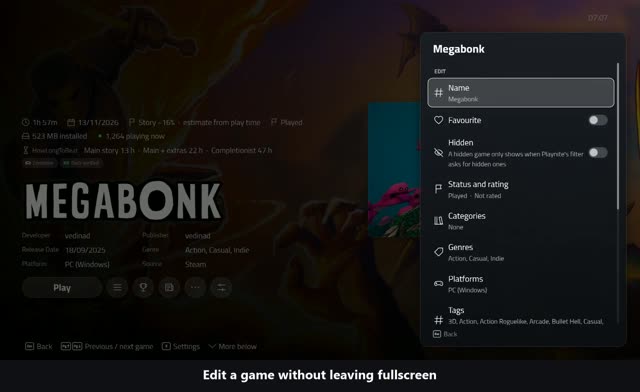 07:07
Megabonk
EDIT
Name
Megabonk
Favourite
Hidden
A hidden game only shows when Playnite's filter
asks for hidden ones
Status and rating
Played · Not rated
Categories
None
Genres
Action, Casual, Indie
Platforms
PC (Windows)
Tags
3D, Action, Action Roguelike, Arcade, Bullet Hell, Casual,
Back
1h 57m 13/11/2026 Story ~16% · estimate from play time Played
523 MB installed 1,264 playing now
HowLongToBeat Main story 13 h · Main + extras 22 h · Completionist 47 h
MEGABONK
Developer vedinad Publisher vedinad
Release Date 18/09/2025 Genre Action, Casual, Indie
Platform PC (Windows) Source Steam
Play
Back Previous / next game Settings More below
Edit a game without leaving fullscreen